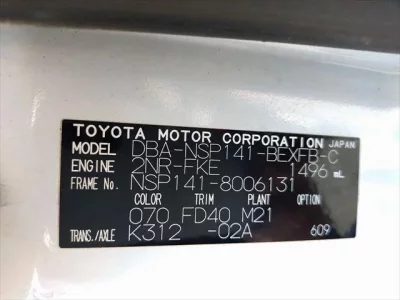 TOYOTA MOTOR CORPORATION JAPAN
MODEL DBA-NSP141-BEXFB-C
ENGINE 2NR-FKE 1496 mL
FRAME No. NSP141-8006131
COLOR TRIM PLANT OPTION
070 FD40 M21
TRANS./AXLE K312 -02A 609